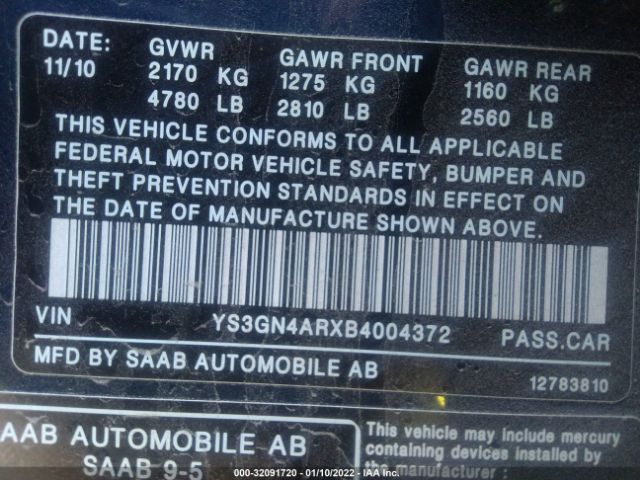 DATE: GVWR GAWR FRONT GAWR REAR
11/10 2170 KG 1275 KG 1160 KG
4780 LB 2810 LB 2560 LB
THIS VEHICLE CONFORMS TO ALL APPLICABLE
FEDERAL MOTOR VEHICLE SAFETY, BUMPER AND
THEFT PREVENTION STANDARDS IN EFFECT ON
THE DATE OF MANUFACTURE SHOWN ABOVE.
VIN YS3GN4ARXB4004372 PASS.CAR
MFD BY SAAB AUTOMOBILE AB
12783810
AAB AUTOMOBILE AB
SAAB 9-5
This vehicle may include mercury
containing devices installed by
the manufacturer:
000-32091720 - 01/10/2022 - IAA Inc.